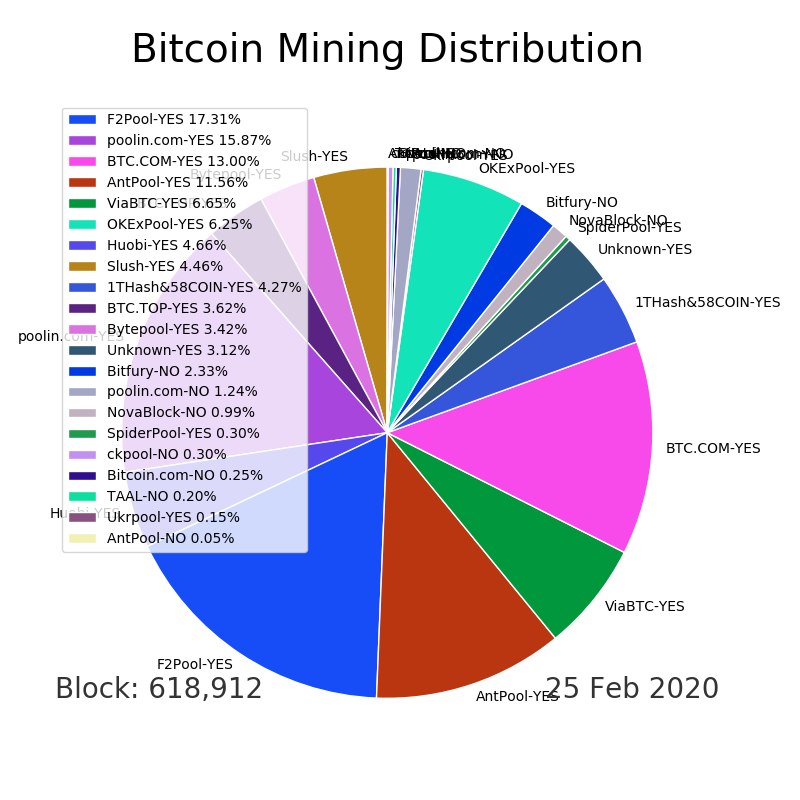 Bitcoin Mining Distribution
F2Pool-YES 17.31%
poolin.com-YES 15.87%
BTC.COM-YES 13.00%
AntPool-YES 11.56%
ViaBTC-YES 6.65%
OKExPool-YES 6.25%
Huobi-YES 4.66%
Slush-YES 4.46%
1THash&58COIN-YES 4.27%
BTC.TOP-YES 3.62%
Bytepool-YES 3.42%
Unknown-YES 3.12%
Bitfury-NO 2.33%
poolin.com-NO 1.24%
NovaBlock-NO 0.99%
SpiderPool-YES 0.30%
ckpool-NO 0.30%
Bitcoin.com-NO 0.25%
TAAL-NO 0.20%
Ukrpool-YES 0.15%
AntPool-NO 0.05%
Slush-YES
Bytepool-YES
poolin.com-YES
Huobi-YES
F2Pool-YES
AntPool-YES
ViaBTC-YES
BTC.COM-YES
1THash&58COIN-YES
Unknown-YES
SpiderPool-YES
NovaBlock-NO
Bitfury-NO
OKExPool-YES
Ukrpool-YES
Block: 618,912
25 Feb 2020